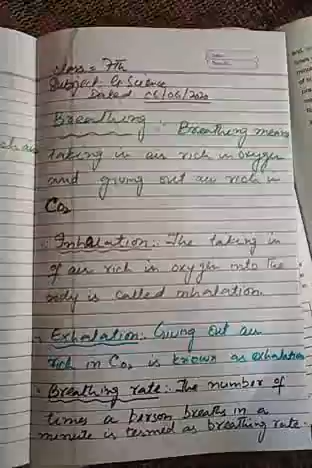 Class = 7th
Subject: G Science
Dated 06/06/2020
Breathing : Breathing means
taking in air rich in oxygen
and giving out air rich in
CO2
Inhalation : The taking in
of air rich in oxygen into the
body is called inhalation.
Exhalation : Giving out air
rich in CO2 is known as exhalation
Breathing rate : The number of
times a person breaths in a
minute is termed as breathing rate.